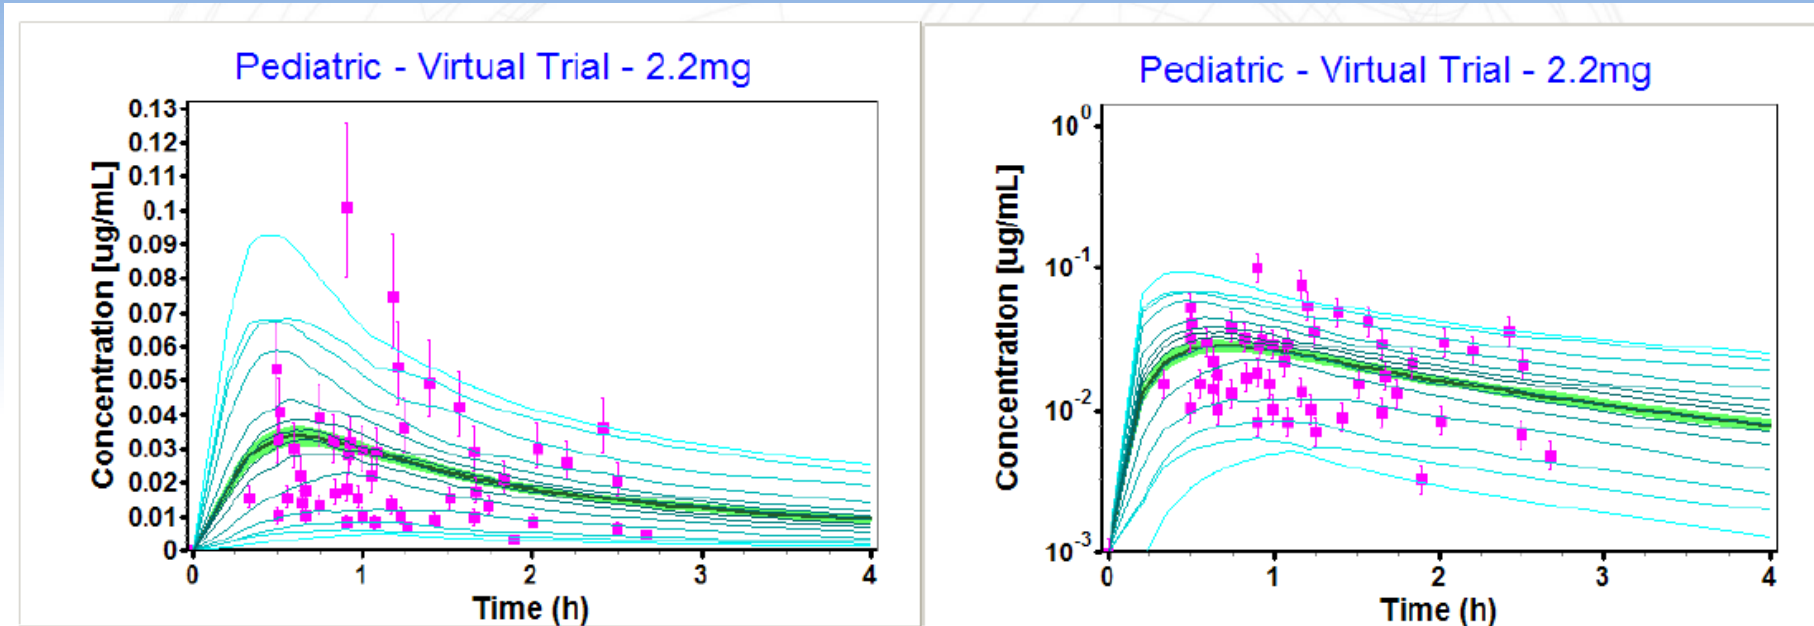 Pediatric - Virtual Trial - 2.2mg
Concentration [ug/mL]
0.13
0.12
0.11
0.1
0.09
0.08
0.07
0.06
0.05
0.04
0.03
0.02
0.01
0
0 1 2 3 4
Time (h)
Pediatric - Virtual Trial - 2.2mg
Concentration [ug/mL]
10⁰
10⁻¹
10⁻²
10⁻³
0 1 2 3 4
Time (h)